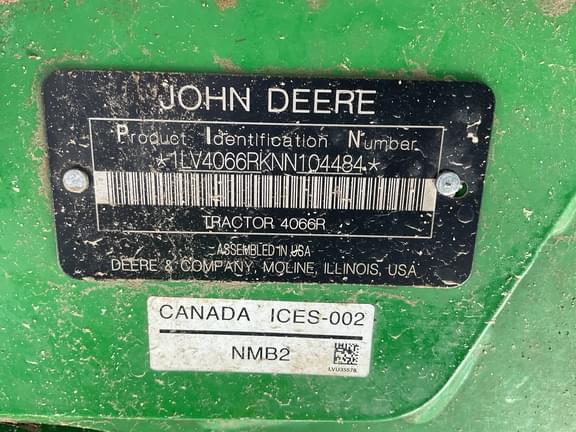 JOHN DEERE
Product Identification Number
*1LV4066RKNN104484*
TRACTOR 4066R
ASSEMBLED IN USA
DEERE & COMPANY, MOLINE, ILLINOIS, USA
CANADA ICES-002
NMB2
LVU35578